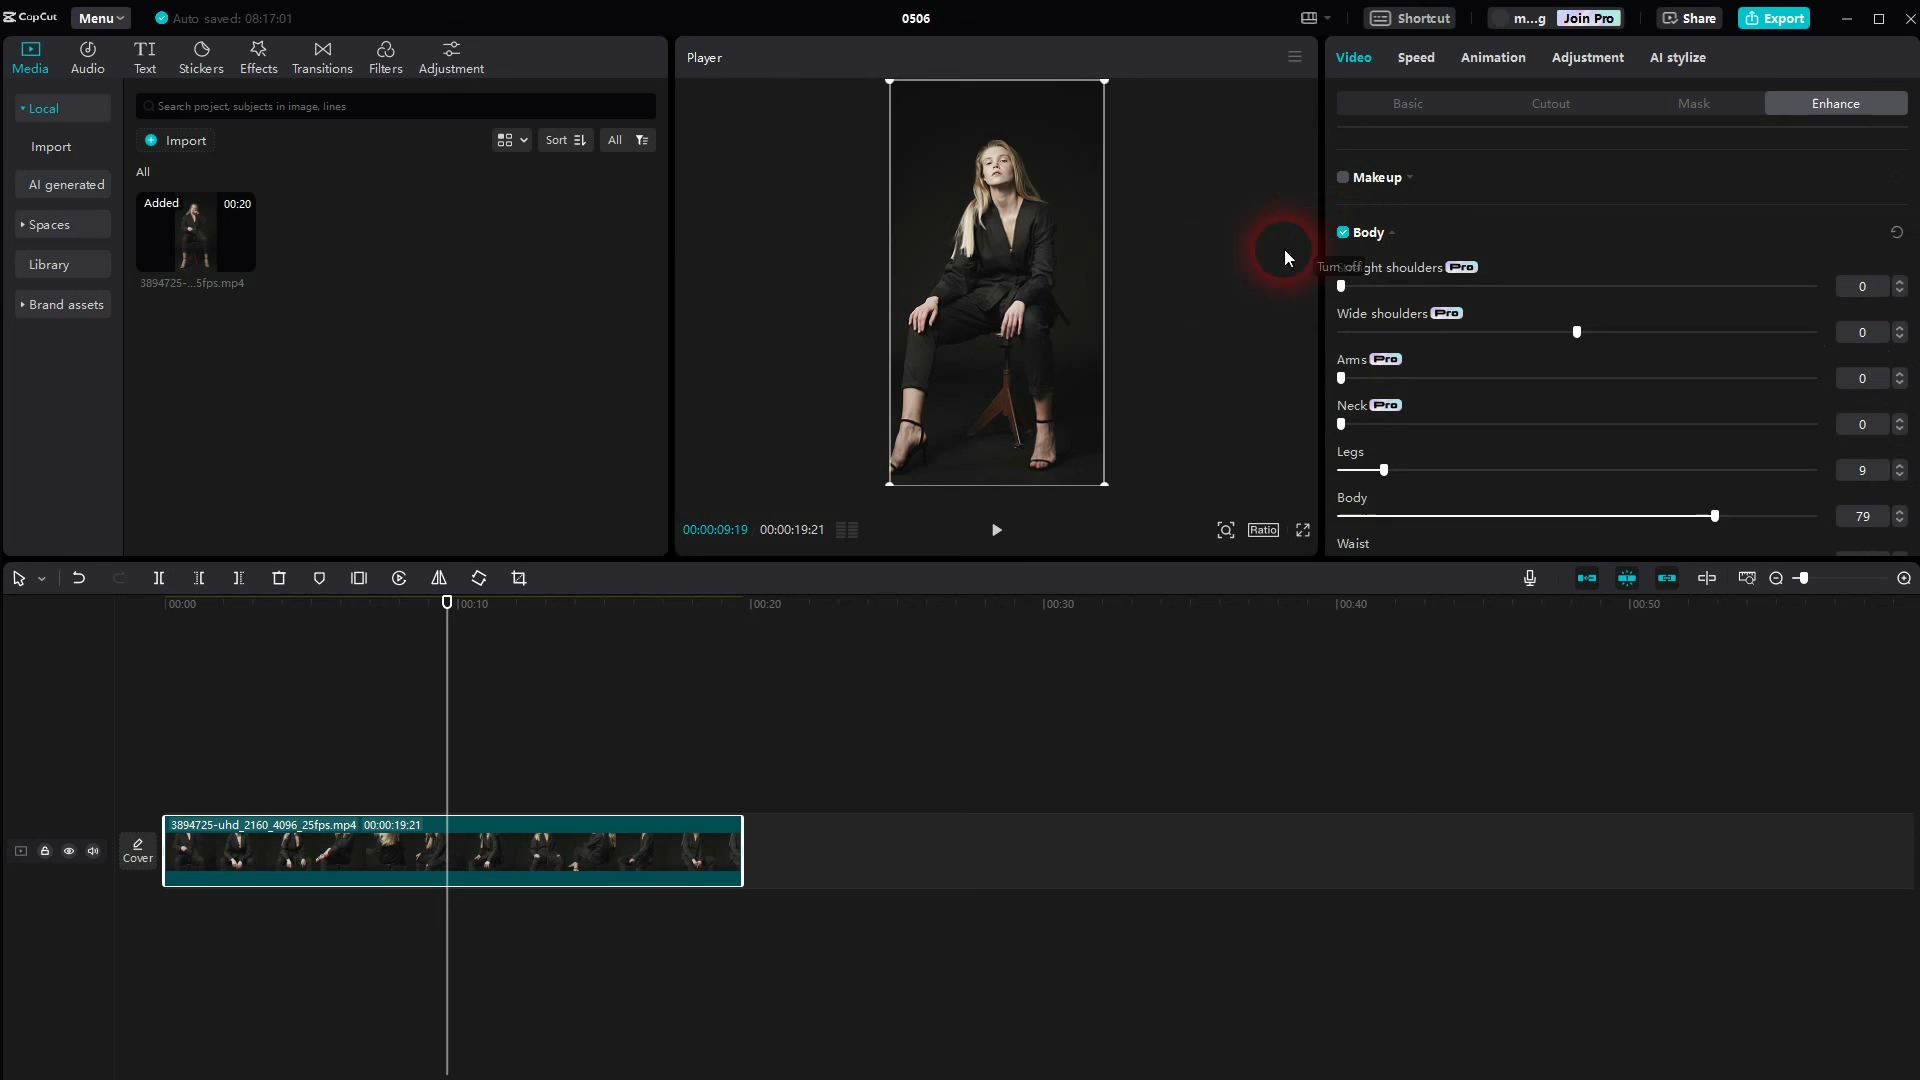 CapCut
Menu
Auto saved: 08:17:01
0506
Shortcut
m...g
Join Pro
Share
Export
Media
Audio
Text
Stickers
Effects
Transitions
Filters
Adjustment
Local
Import
AI generated
Spaces
Library
Brand assets
Search project, subjects in image, lines
Import
Sort
All
All
Added
00:20
3894725-...5fps.mp4
Player
00:00:09:19
00:00:19:21
Ratio
Video
Speed
Animation
Adjustment
AI stylize
Basic
Cutout
Mask
Enhance
Makeup
Body
Turn off
ght shoulders Pro
0
Wide shoulders Pro
0
Arms Pro
0
Neck Pro
0
Legs
9
Body
79
Waist
00:00
00:10
00:20
00:30
00:40
00:50
Cover
3894725-uhd_2160_4096_25fps.mp4 00:00:19:21